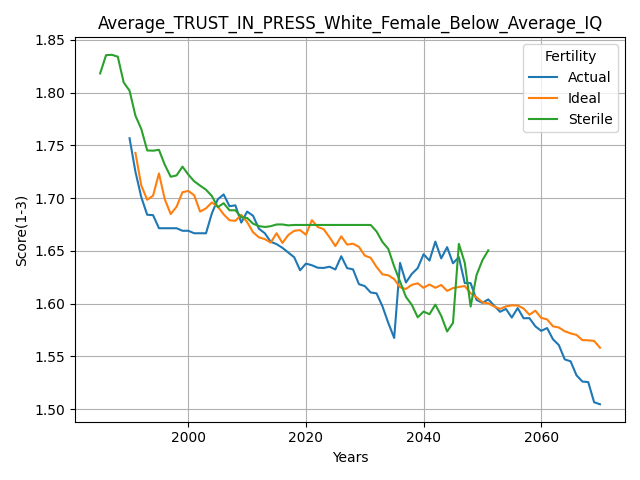 Average_TRUST_IN_PRESS_White_Female_Below_Average_IQ
Fertility
Actual
Ideal
Sterile
Score(1-3)
1.85
1.80
1.75
1.70
1.65
1.60
1.55
1.50
2000
2020
2040
2060
Years